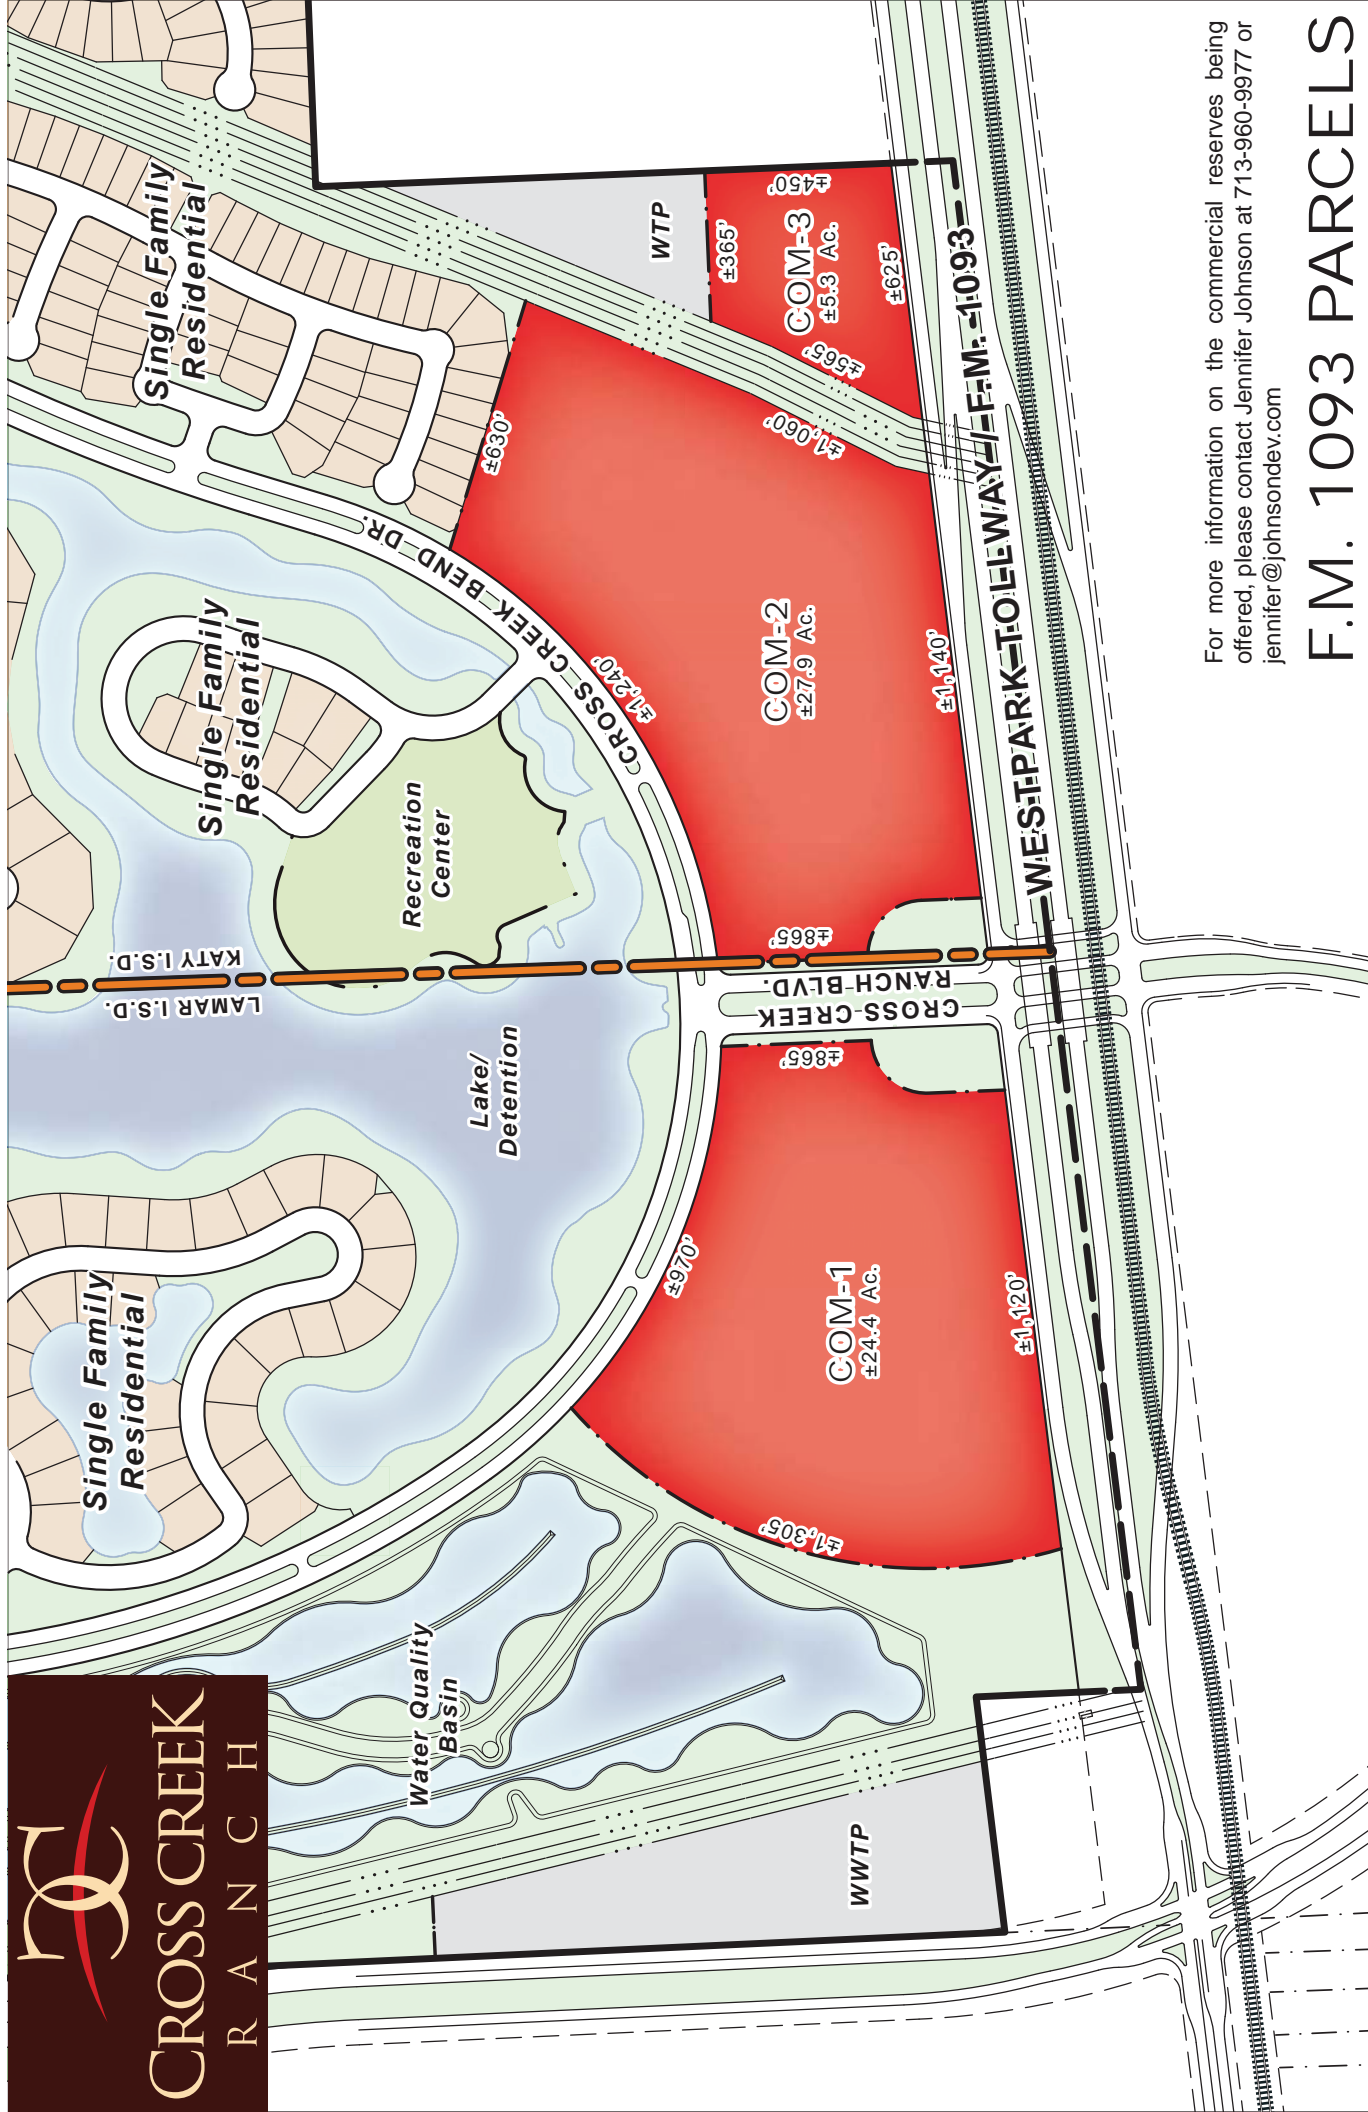 CROSS CREEK
RANCH
Single Family
Residential
Single Family
Residential
Single Family
Residential
LAMAR I.S.D.
KATY I.S.D.
Recreation
Center
Lake/
Detention
Water Quality
Basin
WWTP
WTP
CROSS CREEK BEND DR.
CROSS CREEK
RANCH BLVD.
COM-1
±24.4 Ac.
±970'
±865'
±1,120'
±1,305'
COM-2
±27.9 Ac.
±630'
±1,240'
±865'
±1,140'
±1,060'
COM-3
±5.3 Ac.
±365'
±450'
±625'
±565'
WESTPARK TOLLWAY / F.M. 1093
For more information on the commercial reserves being
offered, please contact Jennifer Johnson at 713-960-9977 or
jennifer@johnsondev.com
F.M. 1093 PARCELS